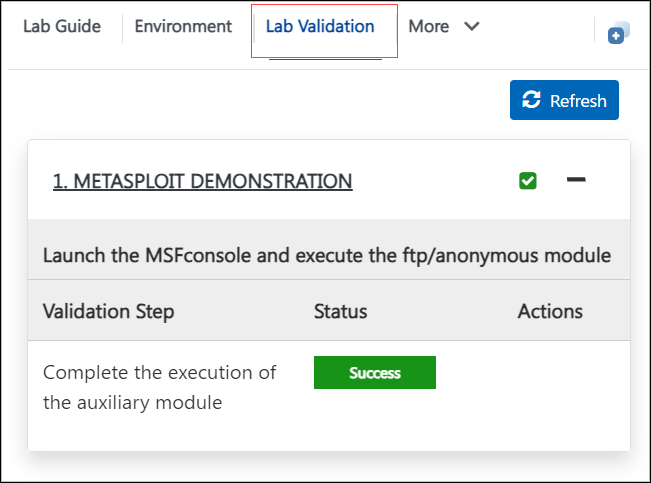 Lab Guide Environment Lab Validation More
Refresh
1. METASPLOIT DEMONSTRATION
Launch the MSFconsole and execute the ftp/anonymous module
Validation Step Status Actions
Complete the execution of Success
the auxiliary module